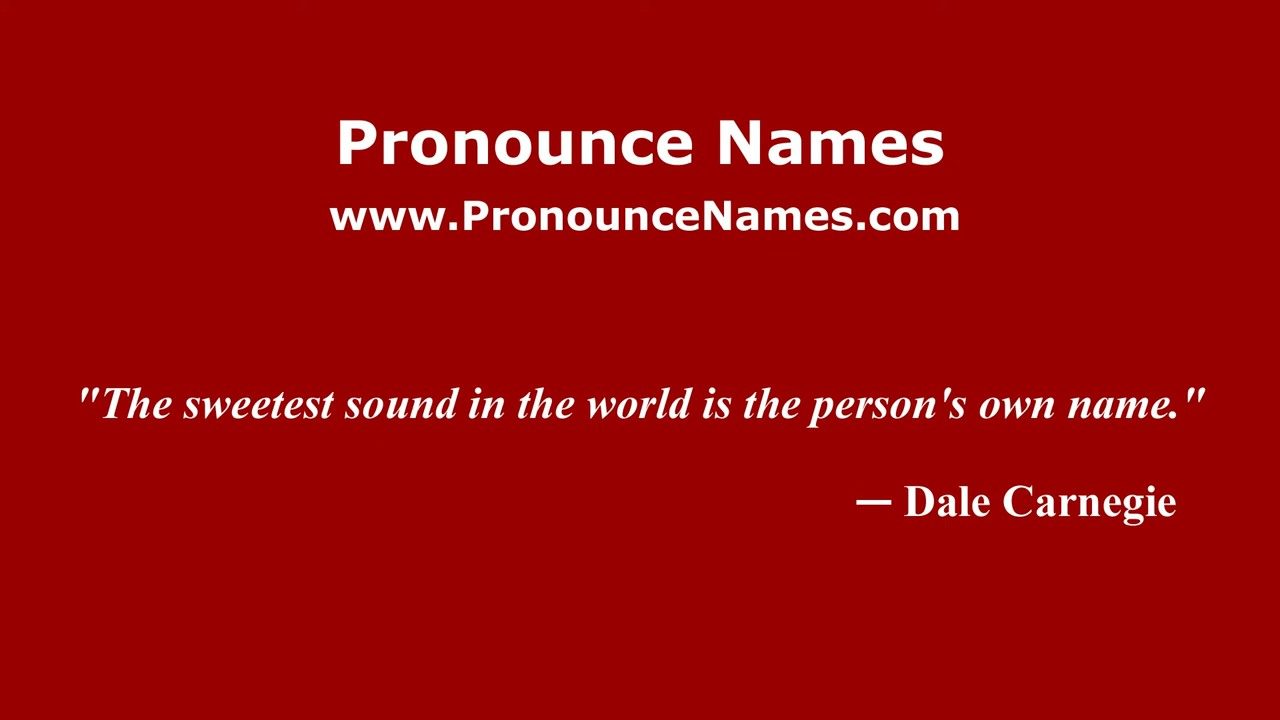 Pronounce Names
www.PronounceNames.com
"The sweetest sound in the world is the person's own name."
— Dale Carnegie